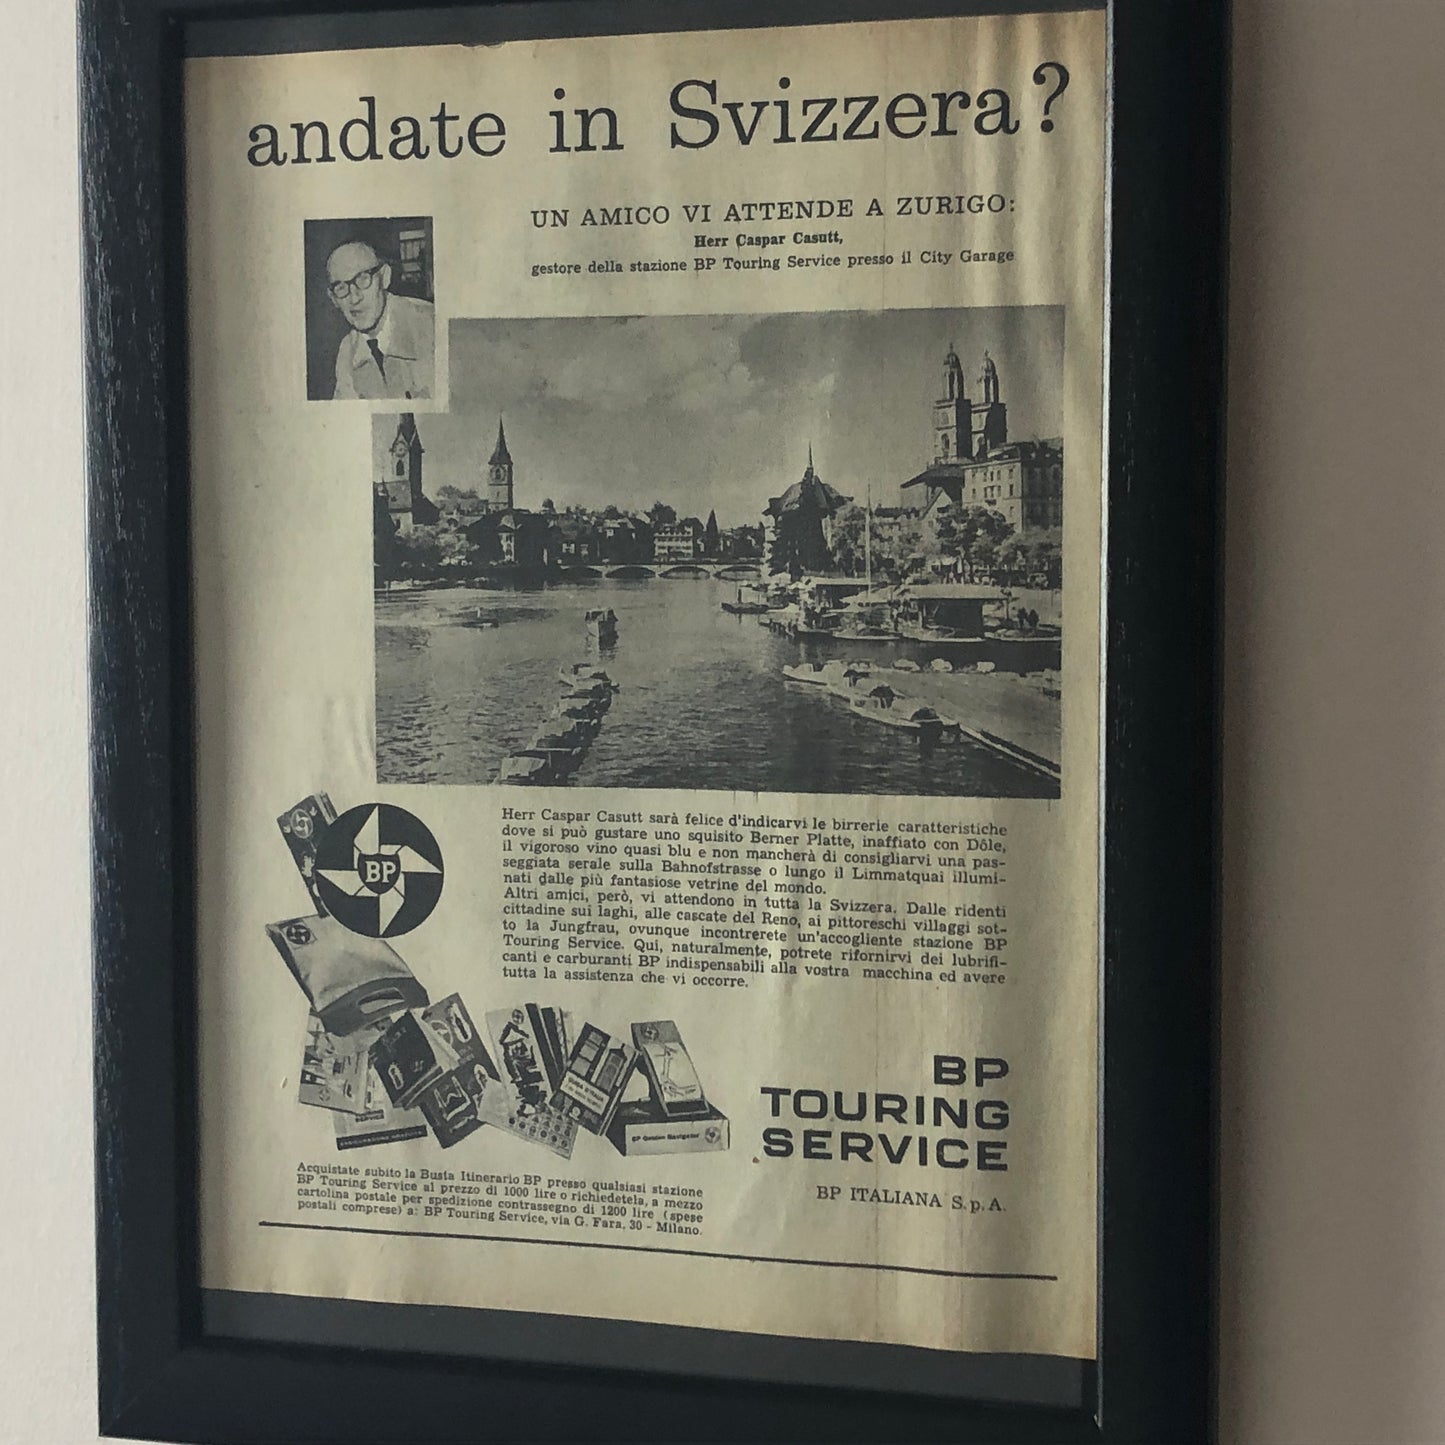 andate in Svizzera?
UN AMICO VI ATTENDE A ZURIGO:
Herr Caspar Casutt,
gestore della stazione BP Touring Service presso il City Garage
Herr Caspar Casutt sarà felice d'indicarvi le birrerie caratteristiche
dove si può gustare uno squisito Berner Platte, inaffiato con Dôle,
il vigoroso vino quasi blu e non mancherà di consigliarvi una pas-
seggiata serale sulla Bahnofstrasse o lungo il Limmatquai illumi-
nati dalle più fantasiose vetrine del mondo.
Altri amici, però, vi attendono in tutta la Svizzera. Dalle ridenti
cittadine sui laghi, alle cascate del Reno, ai pittoreschi villaggi sot-
to la Jungfrau, ovunque incontrerete un'accogliente stazione BP
Touring Service. Qui, naturalmente, potrete rifornirvi dei lubrifi-
canti e carburanti BP indispensabili alla vostra macchina ed avere
tutta la assistenza che vi occorre.
BP
SERVICE
BP Golden Navigator
BP
TOURING
SERVICE
BP ITALIANA S.p.A.
Acquistate subito la Busta Itinerario BP presso qualsiasi stazione
BP Touring Service al prezzo di 1000 lire o richiedetela, a mezzo
cartolina postale per spedizione contrassegno di 1200 lire (spese
postali comprese) a: BP Touring Service, via G. Fara, 30 - Milano.